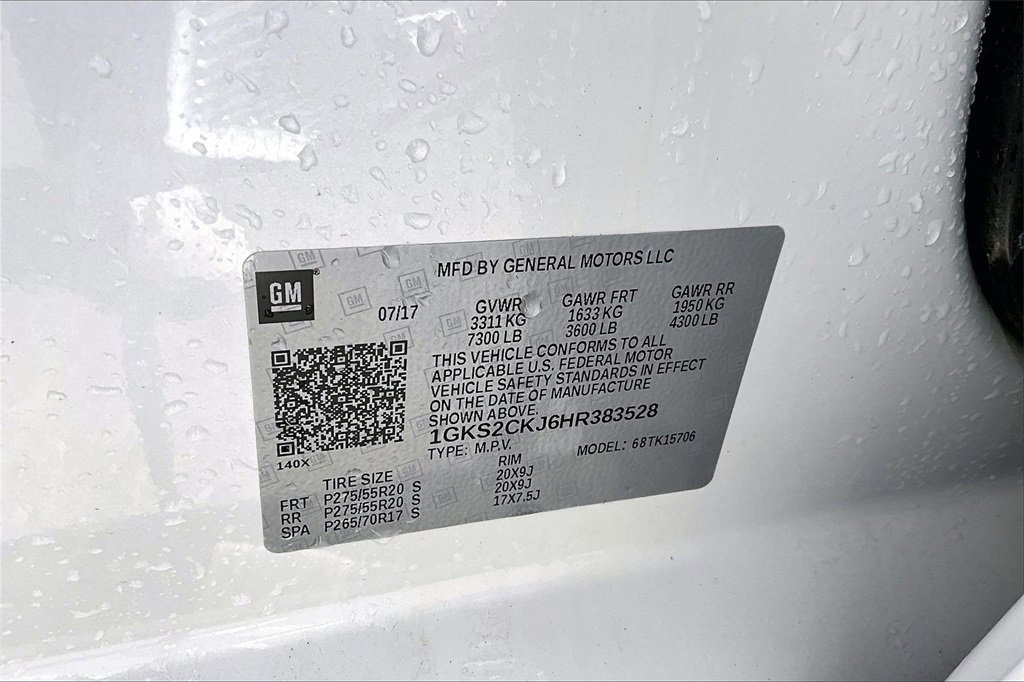 MFD BY GENERAL MOTORS LLC
GM
07/17
GVWR GAWR FRT GAWR RR
3311 KG 1633 KG 1950 KG
7300 LB 3600 LB 4300 LB
THIS VEHICLE CONFORMS TO ALL
APPLICABLE U.S. FEDERAL MOTOR
VEHICLE SAFETY STANDARDS IN EFFECT
ON THE DATE OF MANUFACTURE
SHOWN ABOVE.
1GKS2CKJ6HR383528
TYPE: M.P.V. MODEL: 68TK15706
140X
TIRE SIZE RIM
FRT P275/55R20 S 20X9J
RR P275/55R20 S 20X9J
SPA P265/70R17 S 17X7.5J